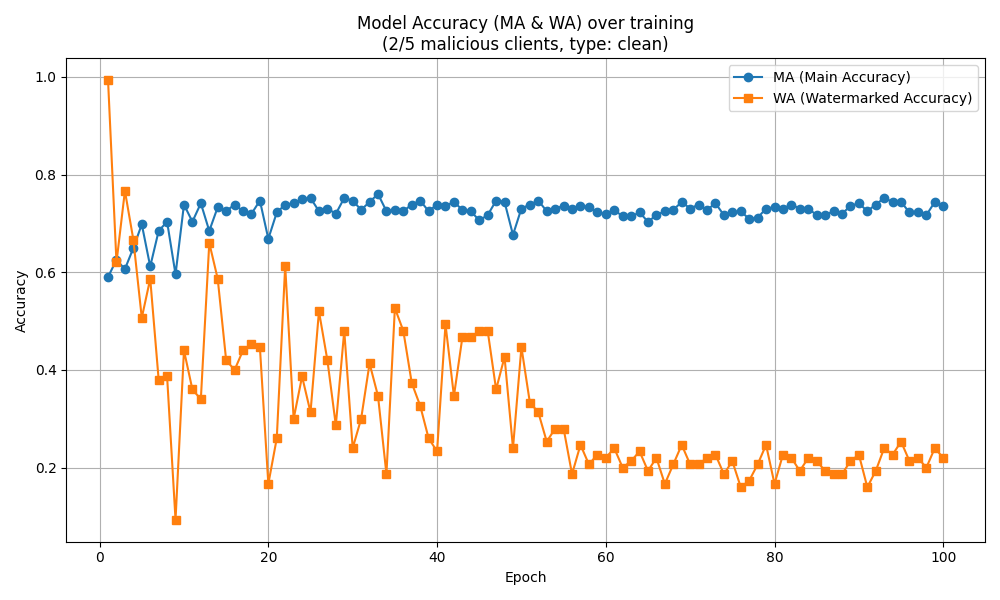 Model Accuracy (MA & WA) over training
(2/5 malicious clients, type: clean)
MA (Main Accuracy)
WA (Watermarked Accuracy)
Accuracy
1.0
0.8
0.6
0.4
0.2
0 20 40 60 80 100
Epoch